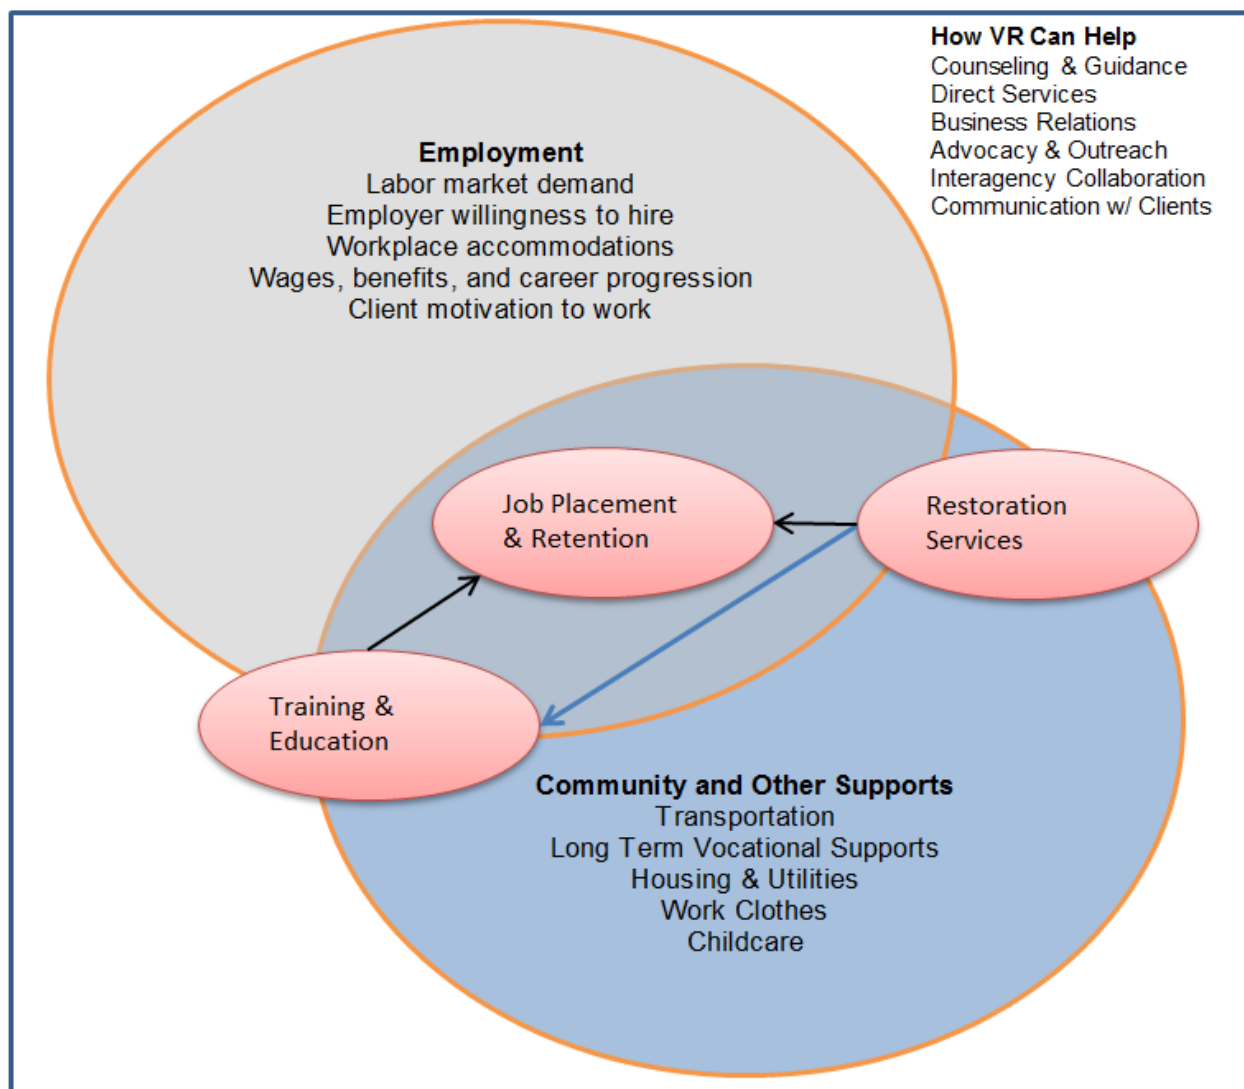 How VR Can Help
Counseling & Guidance
Direct Services
Business Relations
Advocacy & Outreach
Interagency Collaboration
Communication w/ Clients
Employment
Labor market demand
Employer willingness to hire
Workplace accommodations
Wages, benefits, and career progression
Client motivation to work
Job Placement
& Retention
Restoration
Services
Training &
Education
Community and Other Supports
Transportation
Long Term Vocational Supports
Housing & Utilities
Work Clothes
Childcare